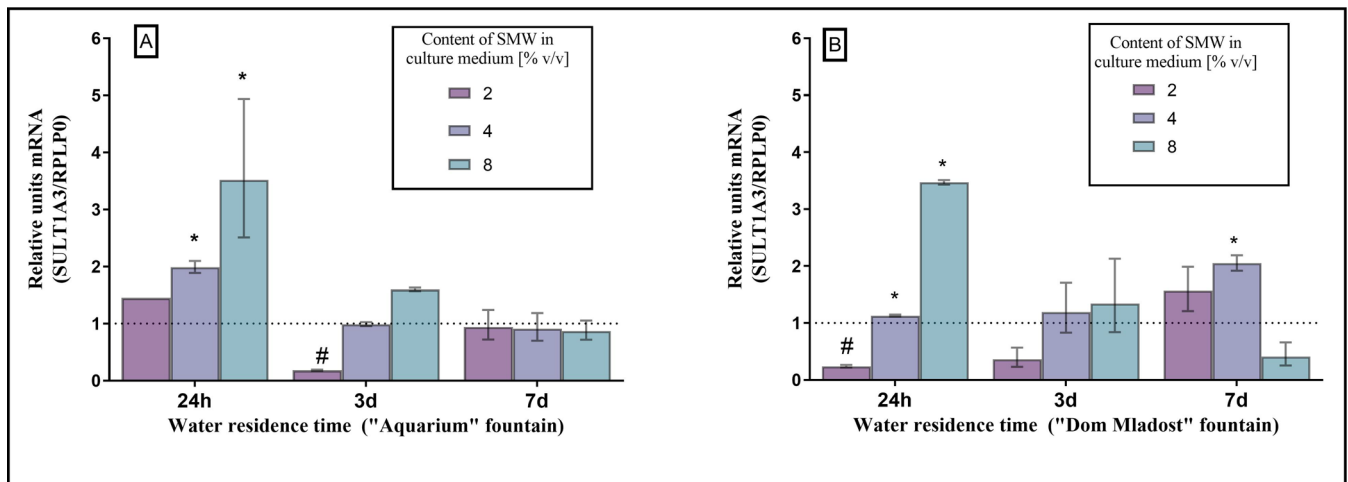 A
Content of SMW in
culture medium [% v/v]
2
4
8
Relative units mRNA
(SULT1A3/RPLP0)
6
5
4
3
2
1
0
*
*
#
24h
3d
7d
Water residence time ("Aquarium" fountain)
B
Content of SMW in
culture medium [% v/v]
2
4
8
Relative units mRNA
(SULT1A3/RPLP0)
6
5
4
3
2
1
0
#
*
*
*
24h
3d
7d
Water residence time ("Dom Mladost" fountain)